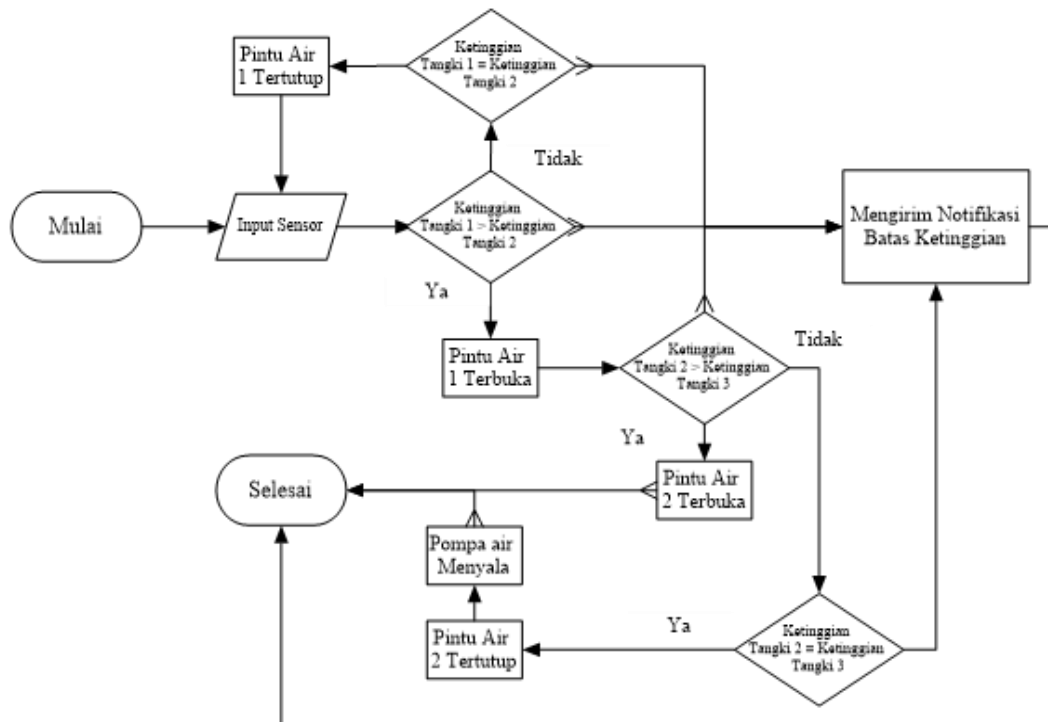 Ketinggian
Tangki 1 = Ketinggian
Tangki 2
Pintu Air
1 Tertutup
Tidak
Mulai
Input Sensor
Ketinggian
Tangki 1 > Ketinggian
Tangki 2
Mengirim Notifikasi
Batas Ketinggian
Ya
Pintu Air
1 Terbuka
Ketinggian
Tangki 2 > Ketinggian
Tangki 3
Tidak
Ya
Selesai
Pintu Air
2 Terbuka
Pompa air
Menyala
Ya
Pintu Air
2 Tertutup
Ketinggian
Tangki 2 = Ketinggian
Tangki 3